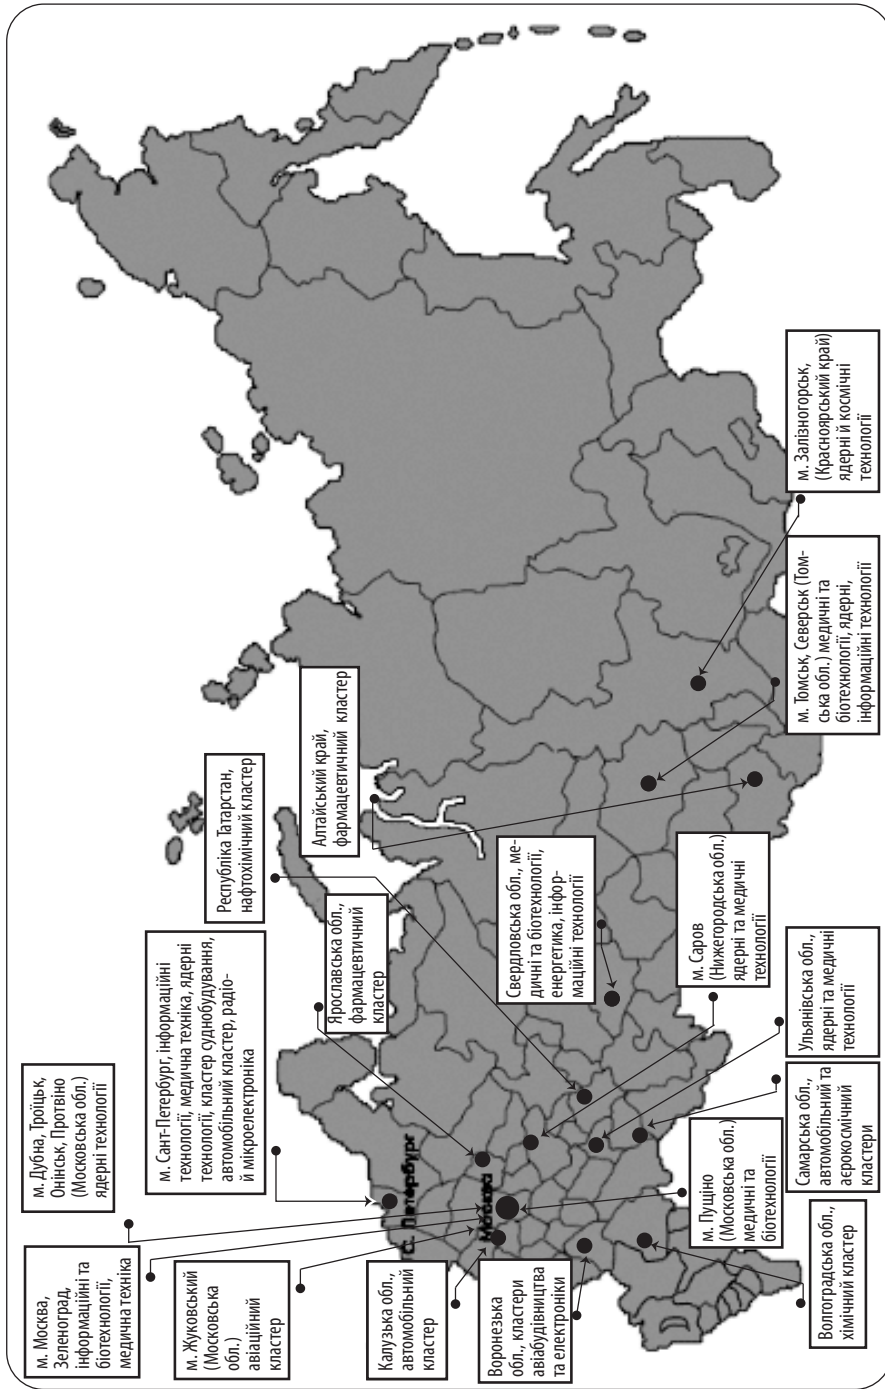 м. Москва,
Зеленоград,
інформаційні та
біотехнології,
медична техніка
м. Дубна, Троїцьк,
Онінськ, Протвіно
(Московська обл.)
ядерні технології
м. Жуковський
(Московська
обл.)
авіаційний
кластер
м. Сант-Петербург, інформаційні
технології, медична техніка, ядерні
технології, кластер суднобудування,
автомобільний кластер, радіо-
й мікроелектроніка
Республіка Татарстан,
нафтохімічний кластер
Ярославська обл.,
фармацевтичний
кластер
Алтайський край,
фармацевтичний кластер
Калузька обл.,
автомобільний
кластер
С. Петербург
Москва
Воронезька
обл., кластери
авіабудівництва
та електроніки
Свердловська обл., ме-
дичні та біотехнології,
енергетика, інфор-
маційні технології
м. Саров
(Нижегородська обл.)
ядерні та медичні
технології
м. Пущіно
(Московська обл.)
медичні та
біотехнології
Ульянівська обл.,
ядерні та медичні
технології
Самарська обл.,
автомобільний та
аєрокосмічний
кластери
Волгоградська обл.,
хімічний кластер
м. Томськ, Северськ (Том-
ська обл.) медичні та
біотехнології, ядерні,
інформаційні технології
м. Залізногорськ,
(Красноярський край)
ядерні й космічні
технології